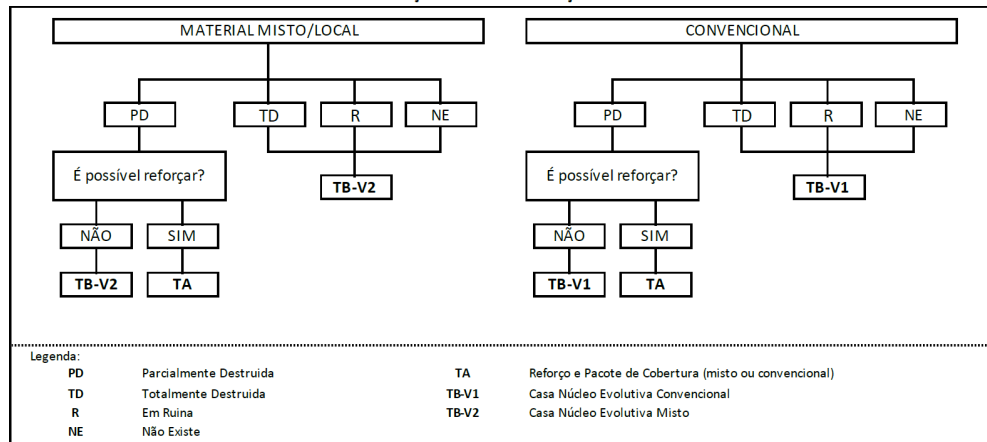 MATERIAL MISTO/LOCAL CONVENCIONAL
PD TD R NE PD TD R NE
É possível reforçar? TB-V2 É possível reforçar? TB-V1
NÃO SIM NÃO SIM
TB-V2 TA TB-V1 TA
Legenda:
PD Parcialmente Destruida TA Reforço e Pacote de Cobertura (misto ou convencional)
TD Totalmente Destruida TB-V1 Casa Núcleo Evolutiva Convencional
R Em Ruina TB-V2 Casa Núcleo Evolutiva Misto
NE Não Existe